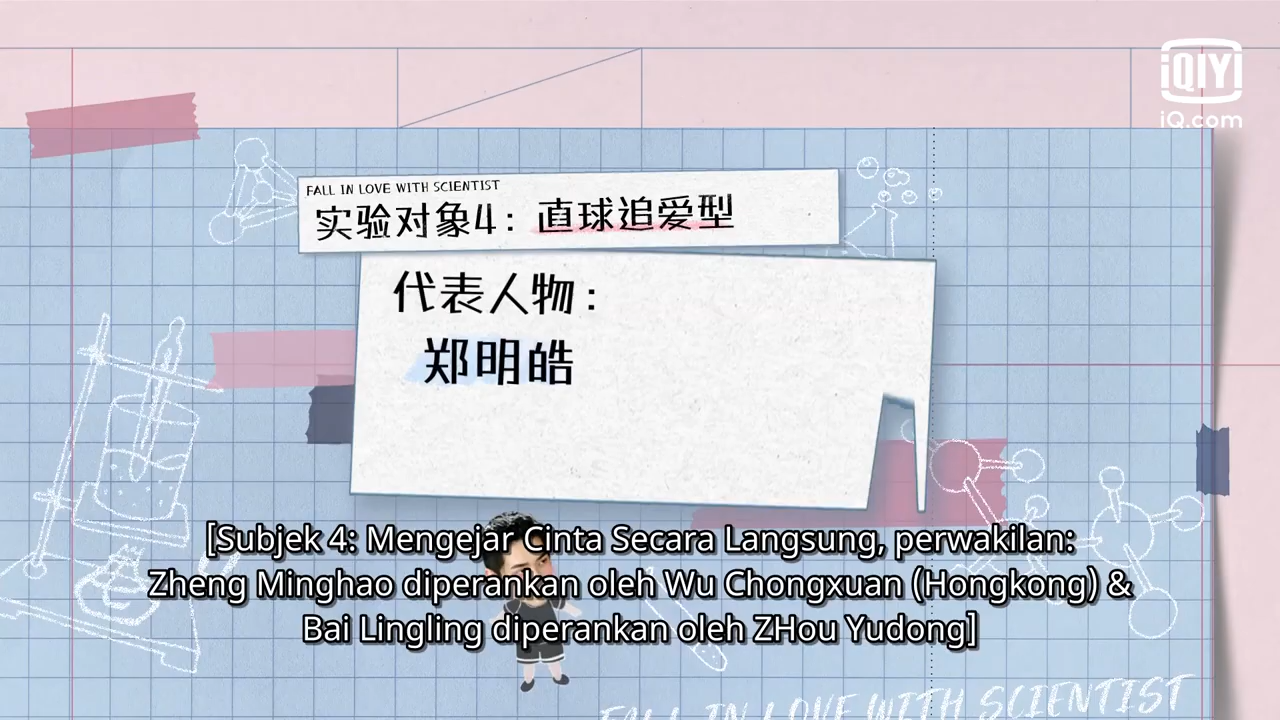 iQIYI
iQ.com
FALL IN LOVE WITH SCIENTIST
实验对象4：直球追爱型
代表人物：
郑明皓
[Subjek 4: Mengejar Cinta Secara Langsung, perwakilan:
Zheng Minghao diperankan oleh Wu Chongxuan (Hongkong) &
Bai Lingling diperankan oleh ZHou Yudong]
FALL IN LOVE WITH SCIENTIST